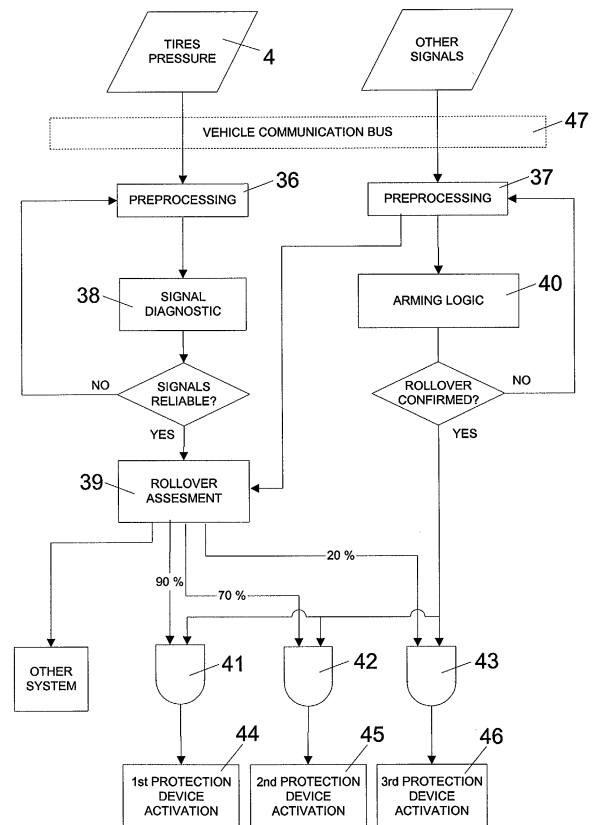 TIRES
PRESSURE
4
OTHER
SIGNALS
VEHICLE COMMUNICATION BUS
47
PREPROCESSING
36
PREPROCESSING
37
38
SIGNAL
DIAGNOSTIC
ARMING LOGIC
40
NO
SIGNALS
RELIABLE?
YES
ROLLOVER
CONFIRMED?
NO
YES
39
ROLLOVER
ASSESMENT
20 %
90 %
70 %
OTHER
SYSTEM
41
42
43
44
45
46
1st PROTECTION
DEVICE
ACTIVATION
2nd PROTECTION
DEVICE
ACTIVATION
3rd PROTECTION
DEVICE
ACTIVATION